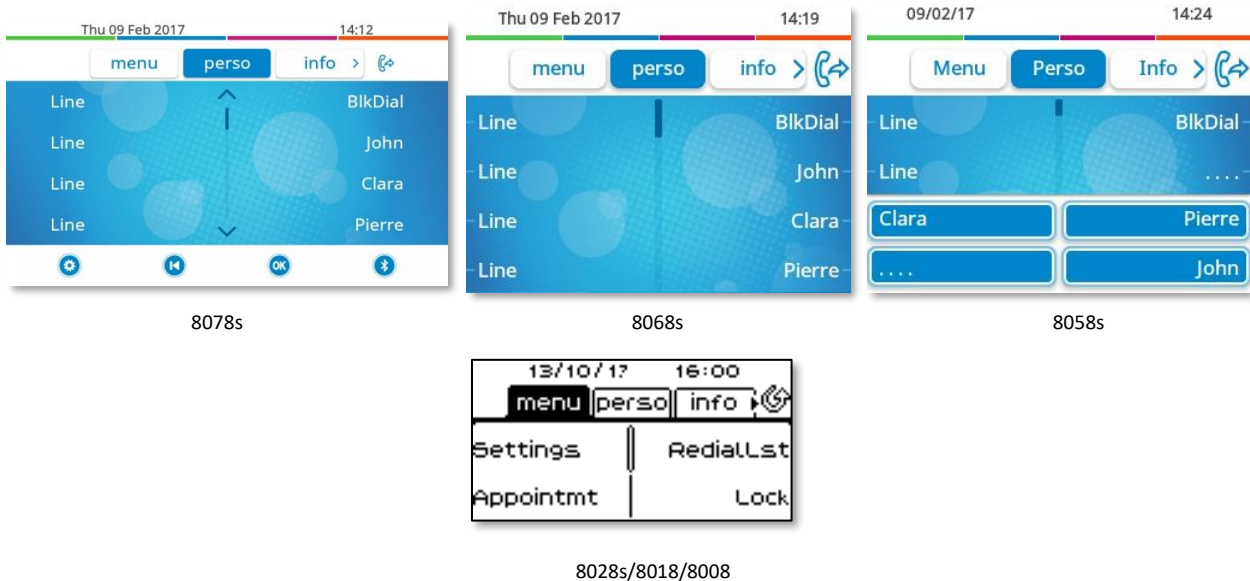 Thu 09 Feb 2017 14:12
menu perso info >
Line BlkDial
Line John
Line Clara
Line Pierre
OK
8078s
Thu 09 Feb 2017 14:19
menu perso info >
Line BlkDial
Line John
Line Clara
Line Pierre
8068s
09/02/17 14:24
Menu Perso Info >
Line BlkDial
Line ....
Clara Pierre
.... John
8058s
13/10/17 16:00
menu perso info
Settings RedialLst
Appointmt Lock
8028s/8018/8008